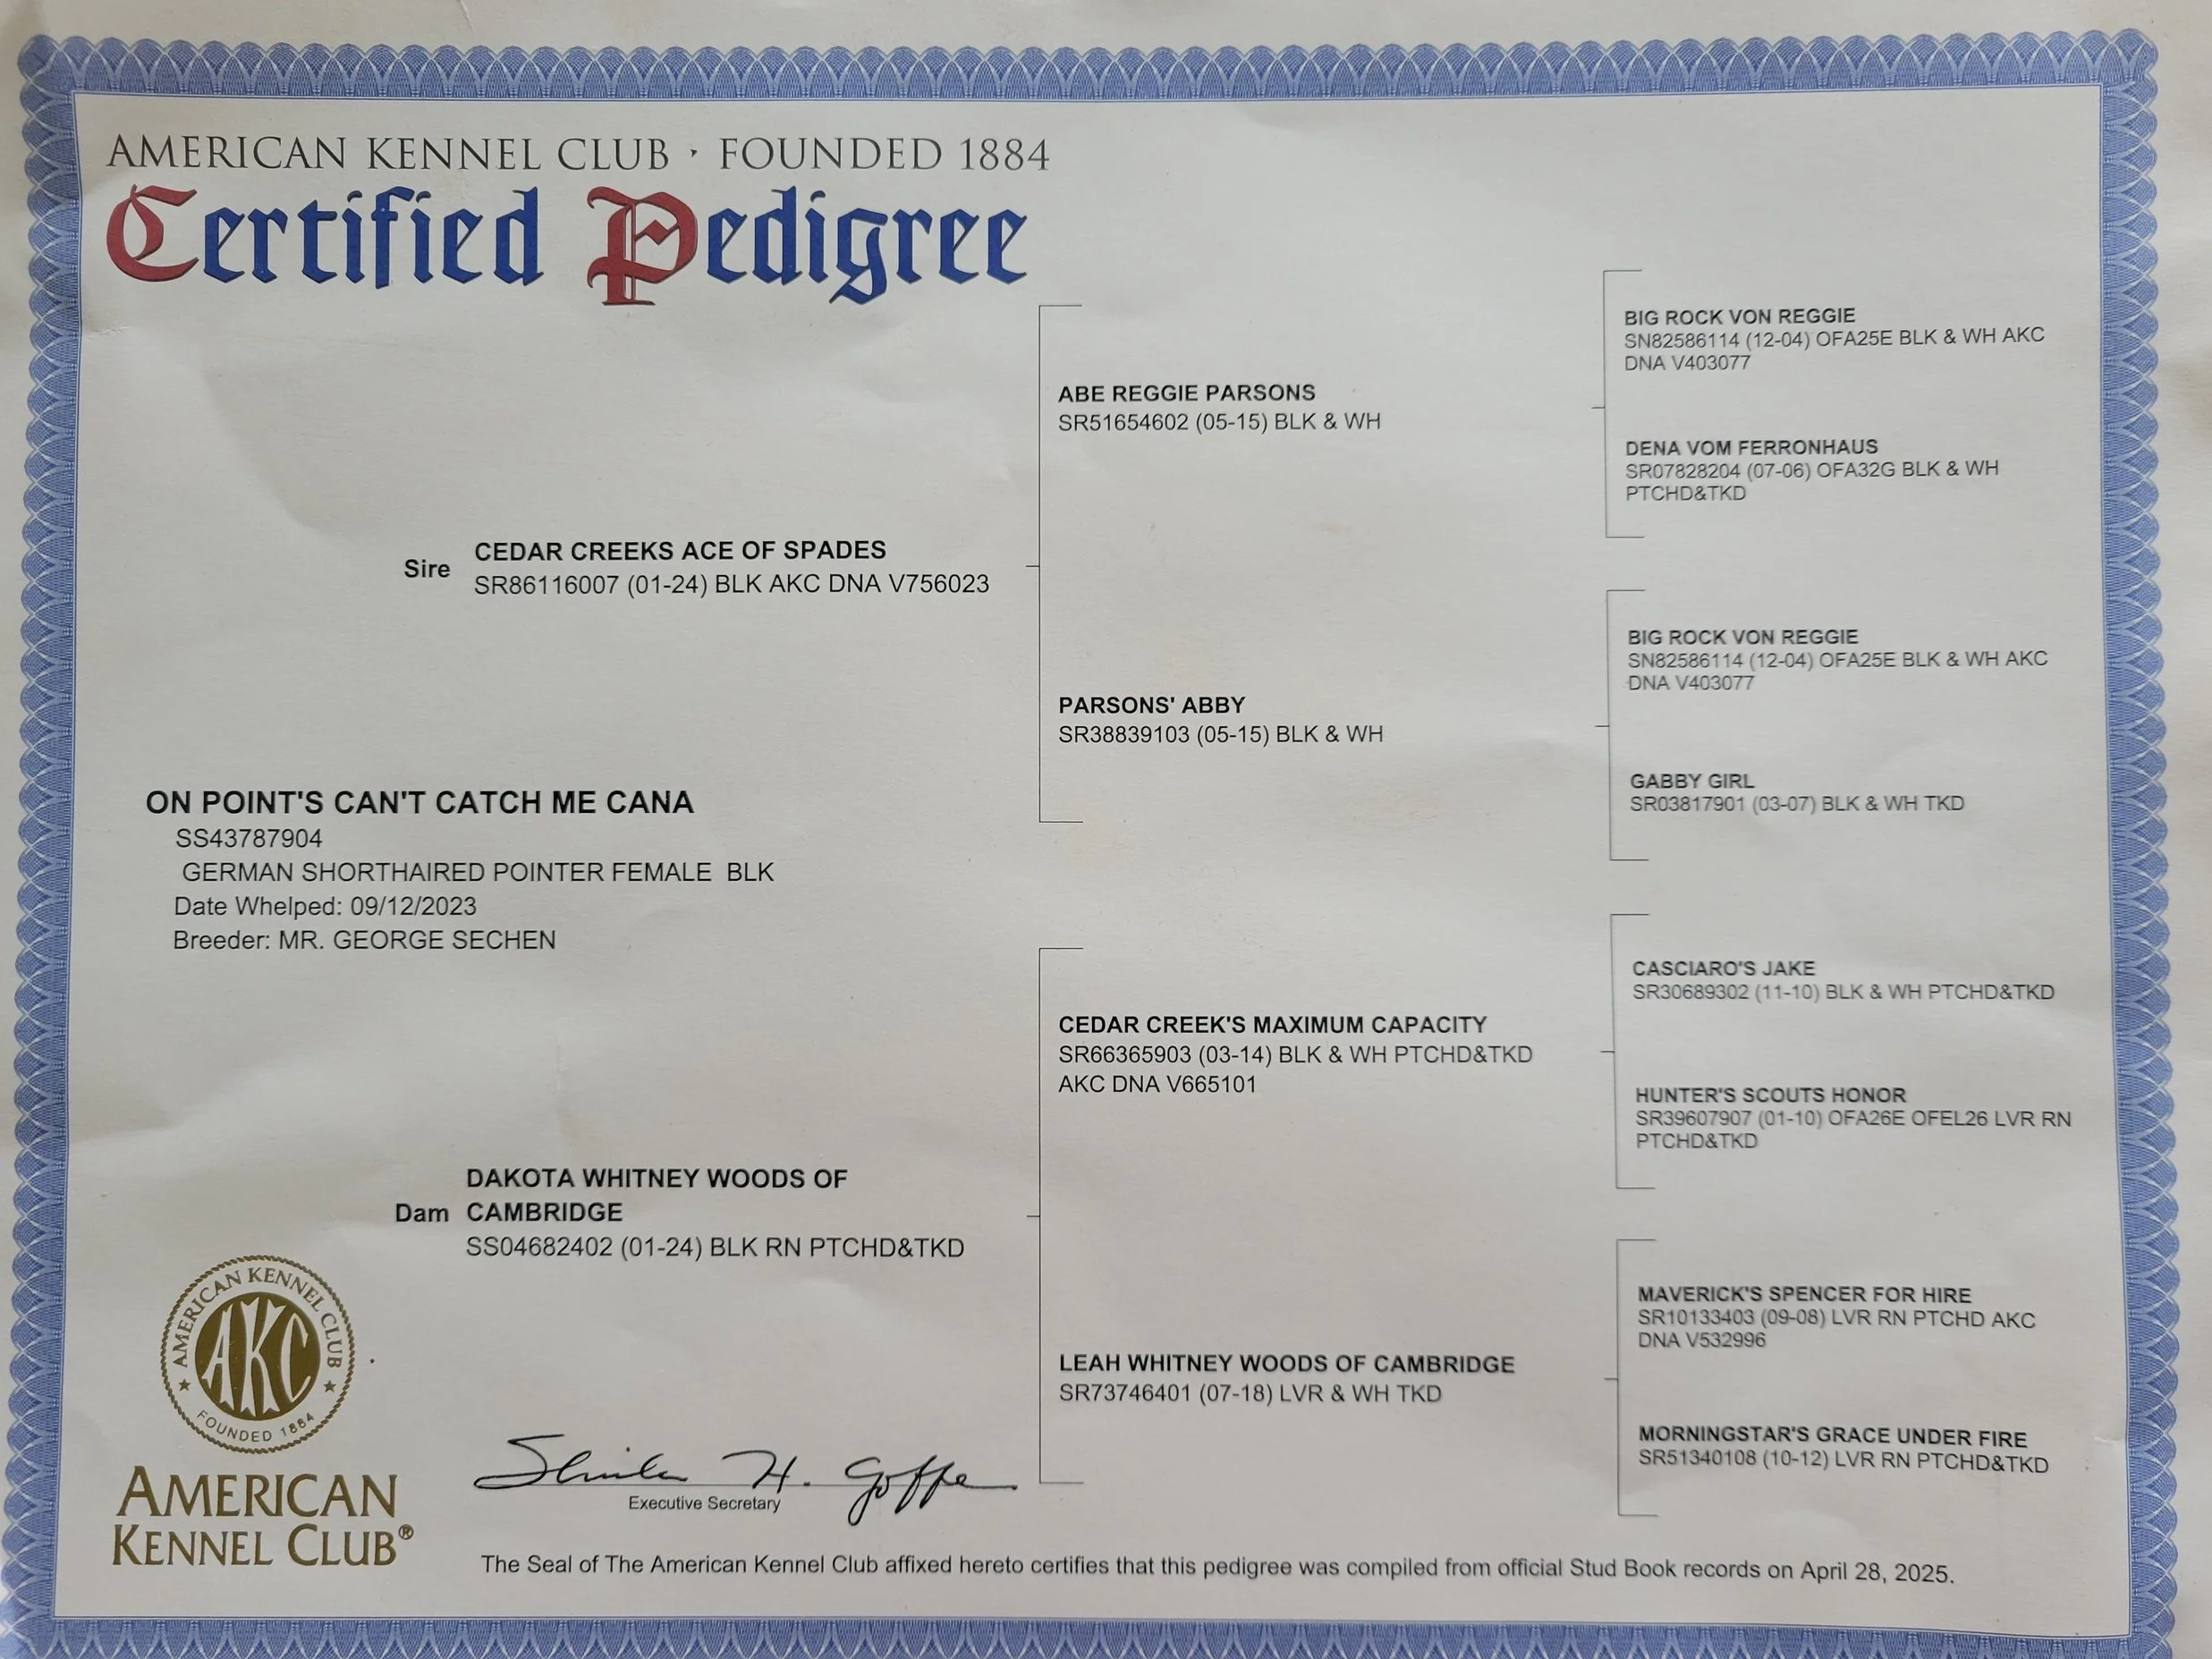 AMERICAN KENNEL CLUB · FOUNDED 1884
Certified Pedigree
BIG ROCK VON REGGIE
SN82586114 (12-04) OFA25E BLK & WH AKC
DNA V403077
ABE REGGIE PARSONS
SR51654602 (05-15) BLK & WH
DENA VOM FERRONHAUS
SR07828204 (07-06) OFA32G BLK & WH
PTCHD&TKD
Sire
CEDAR CREEKS ACE OF SPADES
SR86116007 (01-24) BLK AKC DNA V756023
BIG ROCK VON REGGIE
SN82586114 (12-04) OFA25E BLK & WH AKC
DNA V403077
PARSONS' ABBY
SR38839103 (05-15) BLK & WH
GABBY GIRL
SR03817901 (03-07) BLK & WH TKD
ON POINT'S CAN'T CATCH ME CANA
SS43787904
GERMAN SHORTHAIRED POINTER FEMALE BLK
Date Whelped: 09/12/2023
Breeder: MR. GEORGE SECHEN
CASCIARO'S JAKE
SR30689302 (11-10) BLK & WH PTCHD&TKD
CEDAR CREEK'S MAXIMUM CAPACITY
SR66365903 (03-14) BLK & WH PTCHD&TKD
AKC DNA V665101
HUNTER'S SCOUTS HONOR
SR39607907 (01-10) OFA26E OFEL26 LVR RN
PTCHD&TKD
Dam
DAKOTA WHITNEY WOODS OF
CAMBRIDGE
SS04682402 (01-24) BLK RN PTCHD&TKD
MAVERICK'S SPENCER FOR HIRE
SR10133403 (09-08) LVR RN PTCHD AKC
DNA V532996
LEAH WHITNEY WOODS OF CAMBRIDGE
SR73746401 (07-18) LVR & WH TKD
MORNINGSTAR'S GRACE UNDER FIRE
SR51340108 (10-12) LVR RN PTCHD&TKD
AMERICAN KENNEL CLUB
AKC
FOUNDED 1884
AMERICAN
KENNEL CLUB®
H. Goffe
Executive Secretary
The Seal of The American Kennel Club affixed hereto certifies that this pedigree was compiled from official Stud Book records on April 28, 2025.